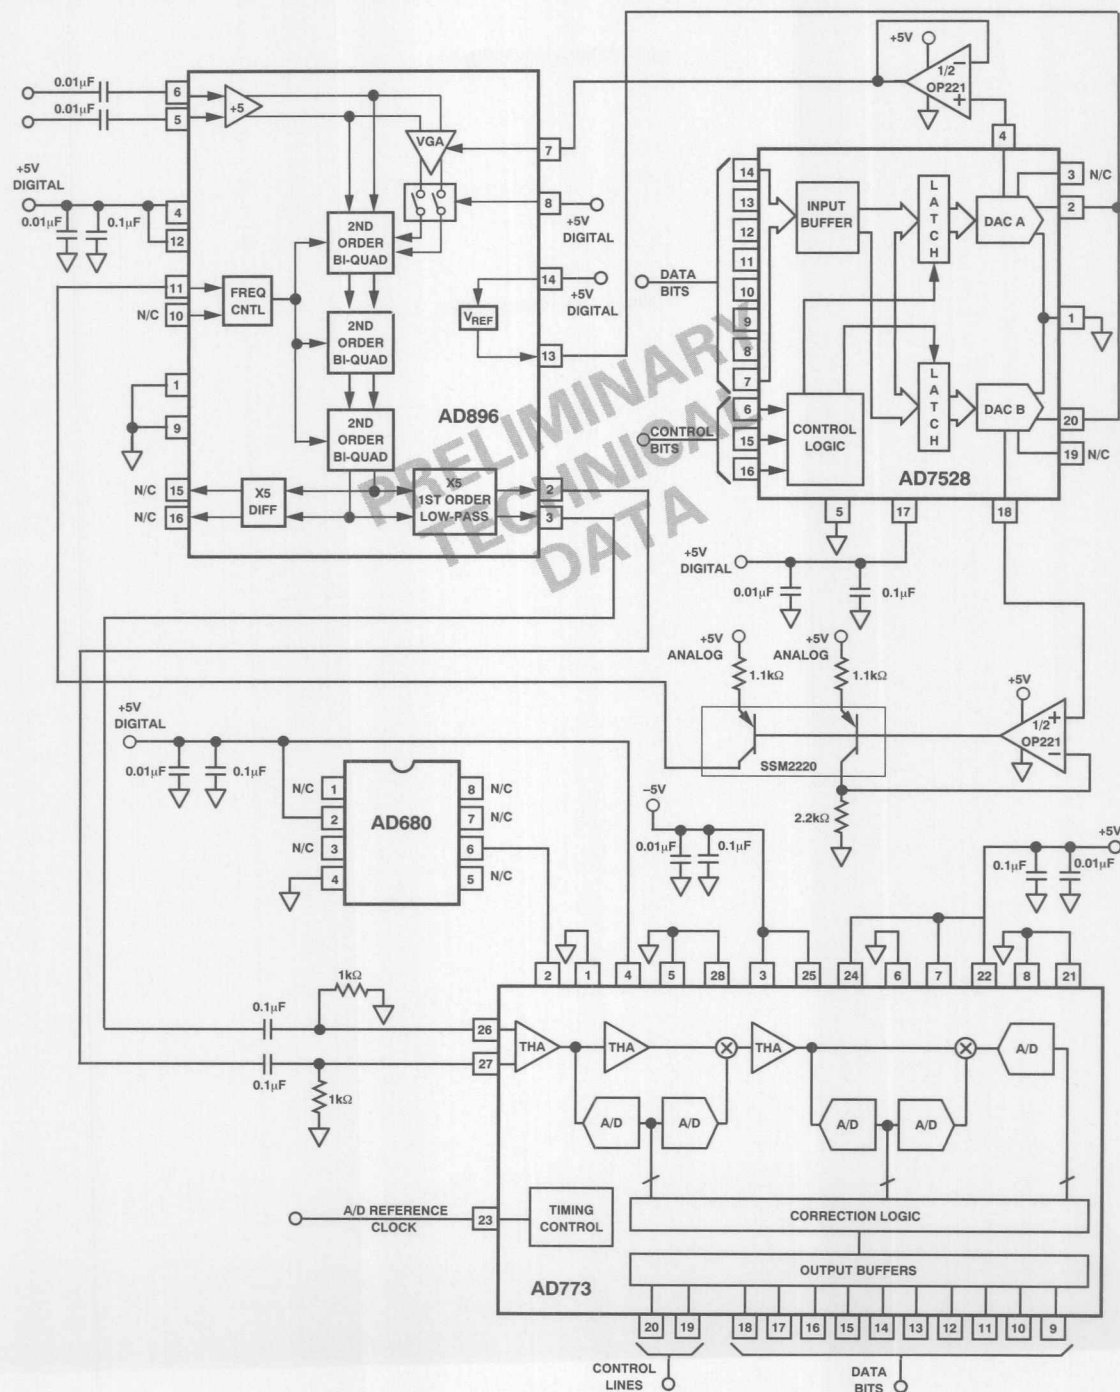 +5V
0.01µF
6
+5
1/2
OP221
0.01µF
5
VGA
7
4
14
LATCH
3
N/C
+5V
DIGITAL
8
13
INPUT
BUFFER
DAC A
2
0.01µF
0.1µF
4
2ND
ORDER
BI-QUAD
+5V
DIGITAL
12
12
11
DATA
BITS
11
FREQ
CNTL
14
+5V
DIGITAL
10
1
N/C
10
VREF
9
2ND
ORDER
BI-QUAD
13
8
LATCH
1
7
AD896
6
DAC B
20
9
2ND
ORDER
BI-QUAD
CONTROL
BITS
15
CONTROL
LOGIC
19
N/C
16
AD7528
N/C
15
X5
DIFF
X5
1ST ORDER
LOW-PASS
2
N/C
16
3
5
17
18
PRELIMINARY
TECHNICAL
DATA
+5V
DIGITAL
0.01µF
0.1µF
+5V
ANALOG
+5V
ANALOG
1.1kΩ
1.1kΩ
+5V
+5V
DIGITAL
1/2
OP221
SSM2220
0.01µF
0.1µF
N/C
1
8
N/C
–5V
2.2kΩ
2
AD680
7
N/C
+5V
N/C
3
6
0.01µF
0.1µF
0.1µF
0.01µF
4
5
N/C
2
1
4
5
28
3
25
24
6
7
22
8
21
1kΩ
0.1µF
26
THA
THA
THA
A/D
27
0.1µF
1kΩ
A/D
A/D
A/D
A/D
A/D REFERENCE
CLOCK
23
TIMING
CONTROL
CORRECTION LOGIC
OUTPUT BUFFERS
AD773
20
19
18
17
16
15
14
13
12
11
10
9
CONTROL
LINES
DATA
BITS